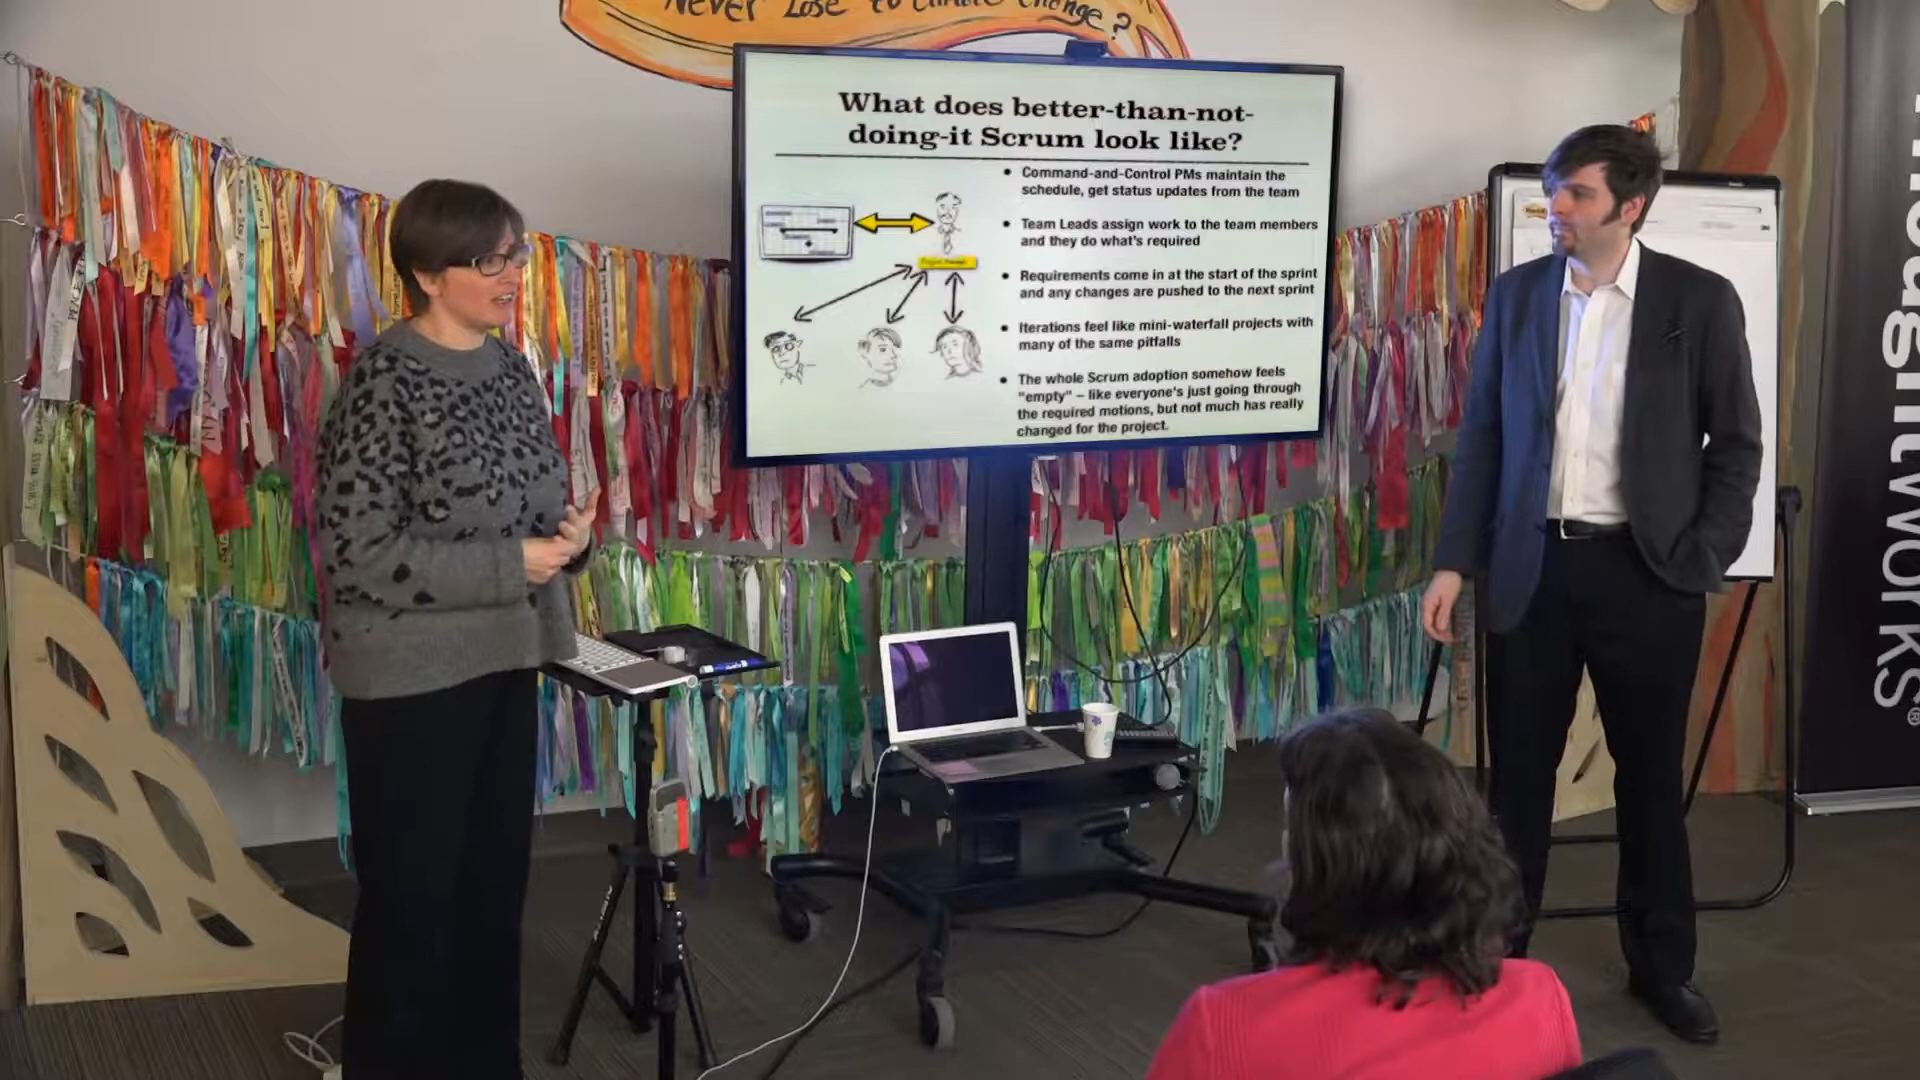 Never Lose to Climate Change?
What does better-than-not-
doing-it Scrum look like?
• Command-and-Control PMs maintain the
schedule, get status updates from the team
• Team Leads assign work to the team members
and they do what's required
• Requirements come in at the start of the sprint
and any changes are pushed to the next sprint
• Iterations feel like mini-waterfall projects with
many of the same pitfalls
• The whole Scrum adoption somehow feels
"empty" – like everyone's just going through
the required motions, but not much has really
changed for the project.
Project Manager
ThoughtWorks®